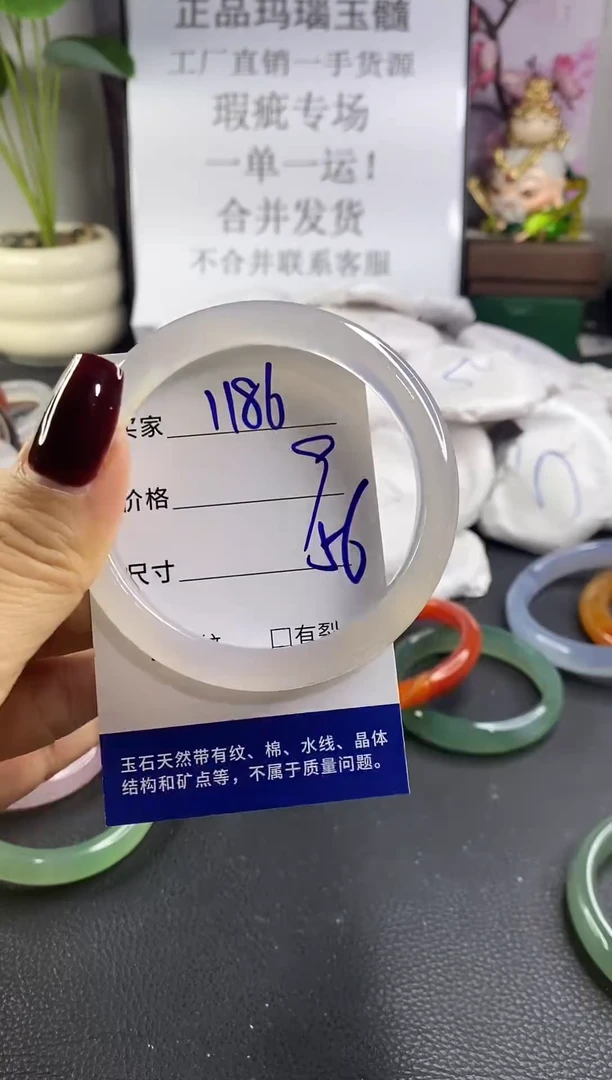 正品玛瑙玉髓
工厂直销一手货源
瑕疵专场
一单一运！
合并发货
不合并联系客服
买家 1186
价格
尺寸 56
纹 □有裂
玉石天然带有纹、棉、水线、晶体
结构和矿点等，不属于质量问题。